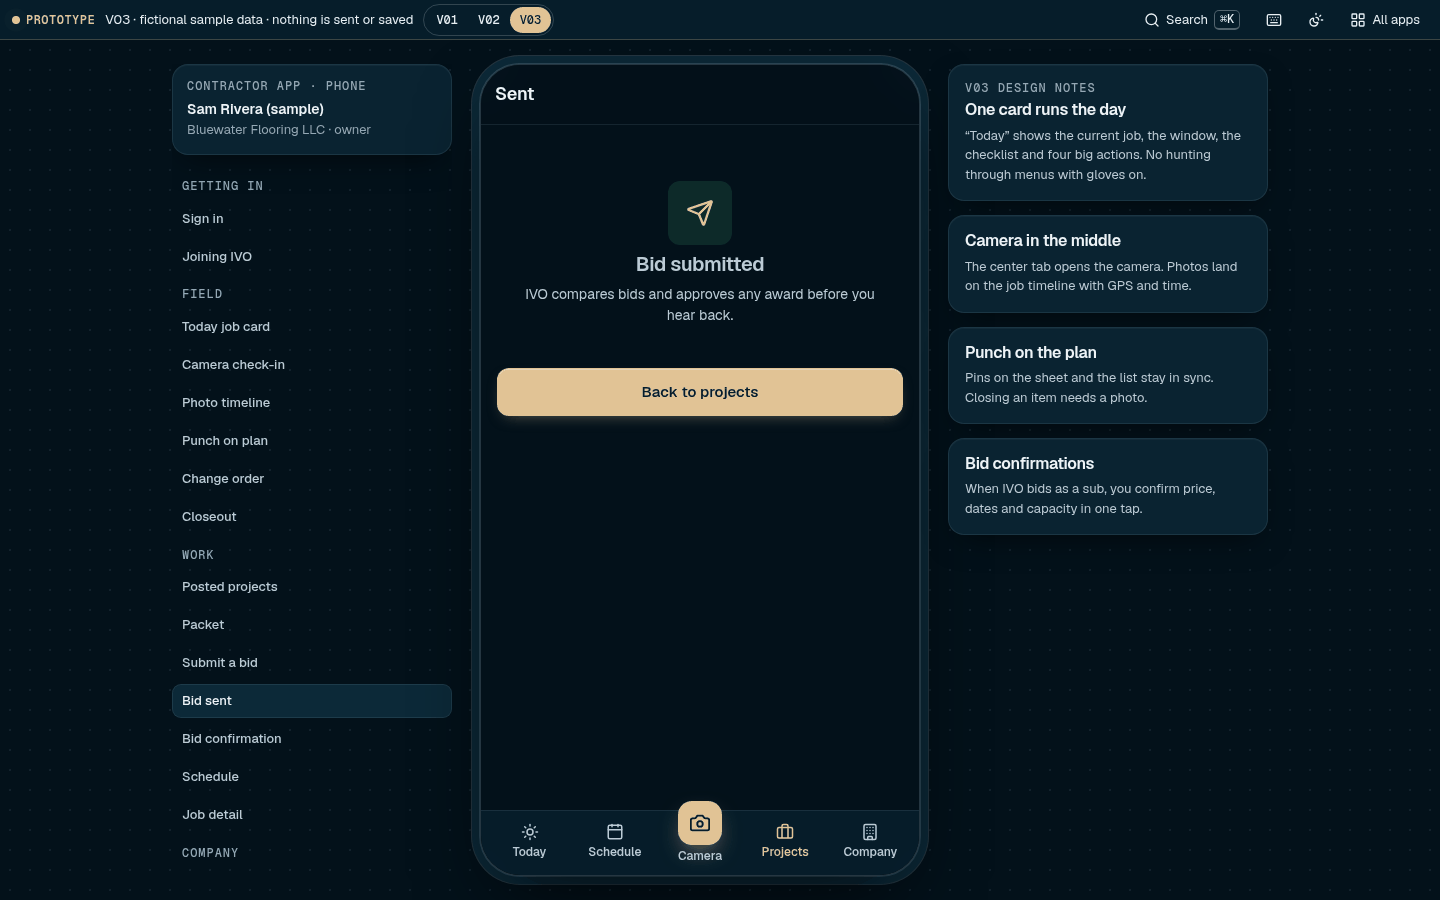 PROTOTYPE V03 · fictional sample data · nothing is sent or saved V01 V02 V03 Search ⌘K All apps
CONTRACTOR APP · PHONE
Sam Rivera (sample)
Bluewater Flooring LLC · owner
GETTING IN
Sign in
Joining IVO
FIELD
Today job card
Camera check-in
Photo timeline
Punch on plan
Change order
Closeout
WORK
Posted projects
Packet
Submit a bid
Bid sent
Bid confirmation
Schedule
Job detail
COMPANY
Sent
Bid submitted
IVO compares bids and approves any award before you
hear back.
Back to projects
Today Schedule Camera Projects Company
V03 DESIGN NOTES
One card runs the day
“Today” shows the current job, the window, the
checklist and four big actions. No hunting
through menus with gloves on.
Camera in the middle
The center tab opens the camera. Photos land
on the job timeline with GPS and time.
Punch on the plan
Pins on the sheet and the list stay in sync.
Closing an item needs a photo.
Bid confirmations
When IVO bids as a sub, you confirm price,
dates and capacity in one tap.